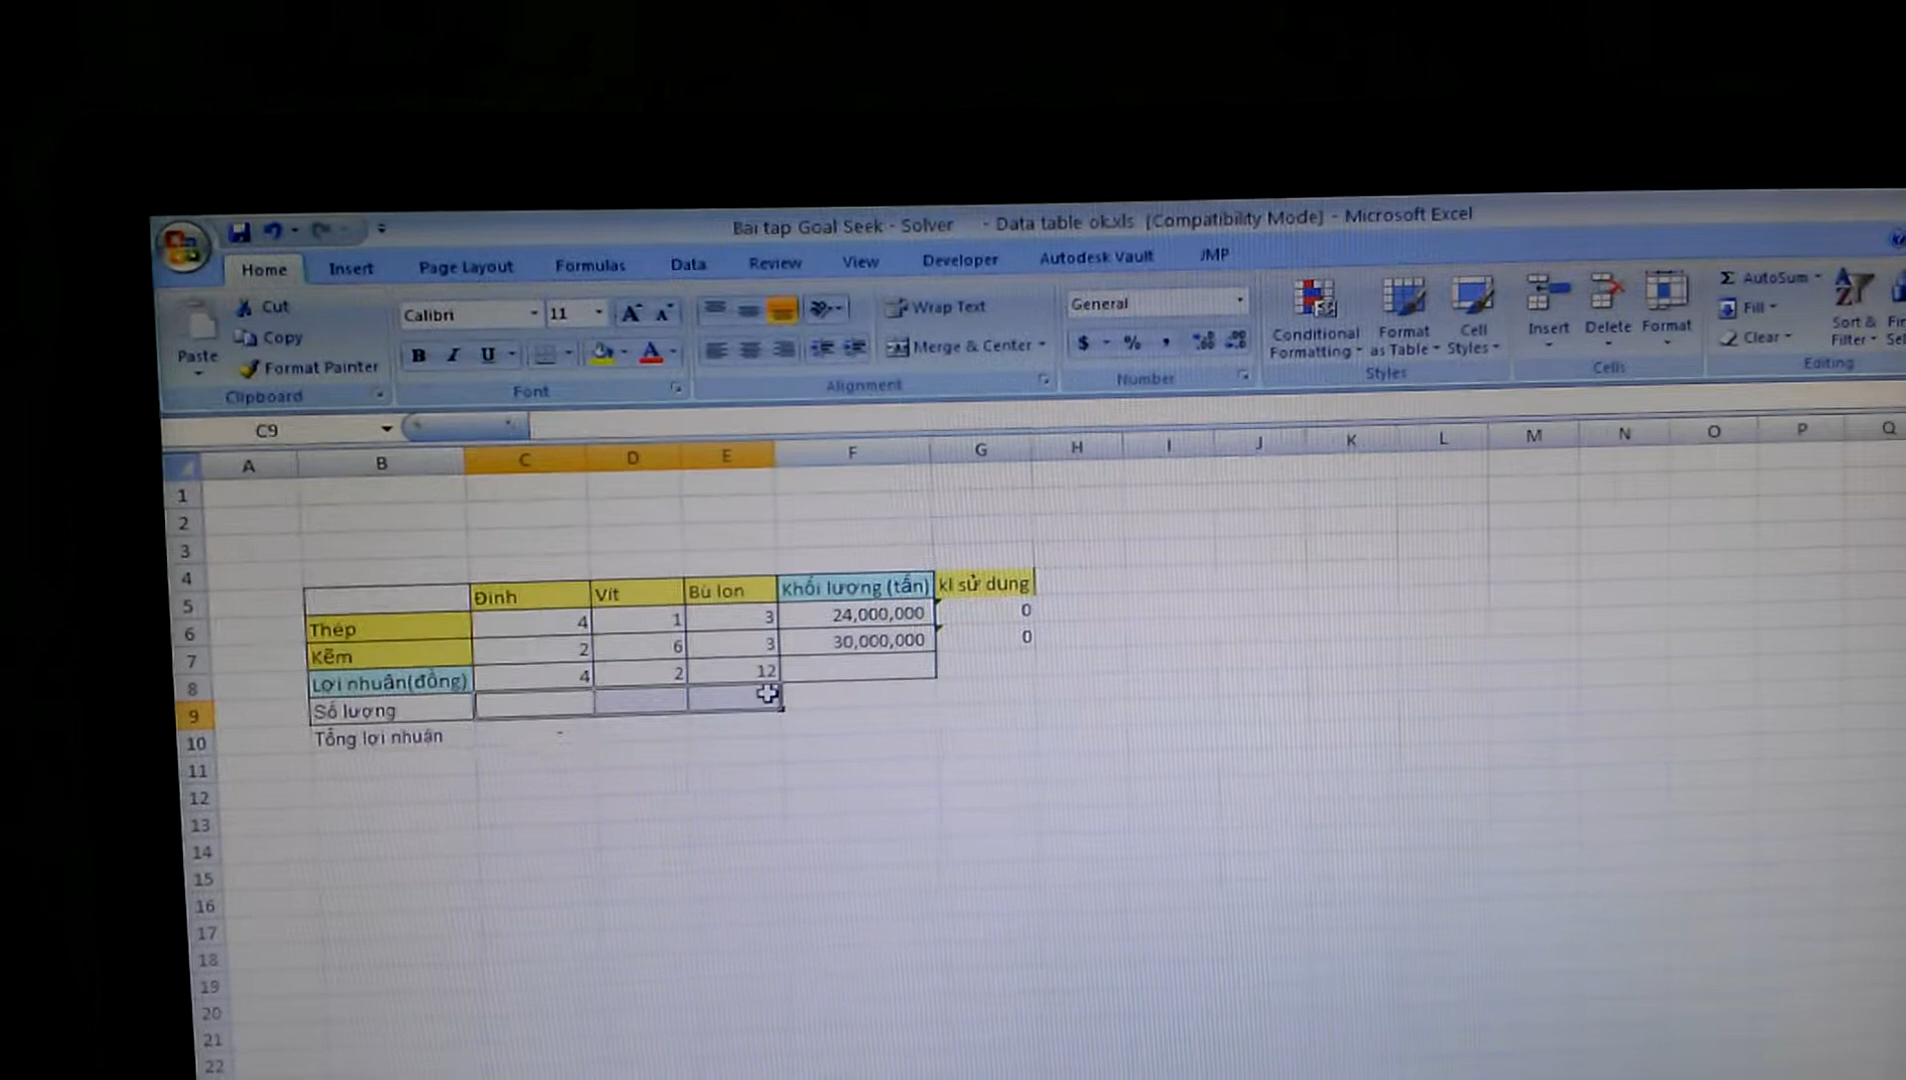 Bai tap Goal Seek - Solver - Data table ok.xls [Compatibility Mode] - Microsoft Excel
Home Insert Page Layout Formulas Data Review View Developer Autodesk Vault JMP
Cut
Copy
Format Painter
Paste
Clipboard
Calibri 11
B I U
Font
Wrap Text
Merge & Center
Alignment
General
$ % ,
Number
Conditional Formatting
Format as Table
Cell Styles
Styles
Insert Delete Format
Cells
Σ AutoSum
Fill
Clear
Sort & Filter
Editing
C9
A B C D E F G H I J K L M N O P Q
1
2
3
4
5 Đinh Vít Bù lon Khối lượng (tấn) kl sử dụng
6 Thép 4 1 3 24,000,000 0
7 Kẽm 2 6 3 30,000,000 0
8 Lợi nhuận(đồng) 4 2 12
9 Số lượng
10 Tổng lợi nhuận -
11
12
13
14
15
16
17
18
19
20
21
22